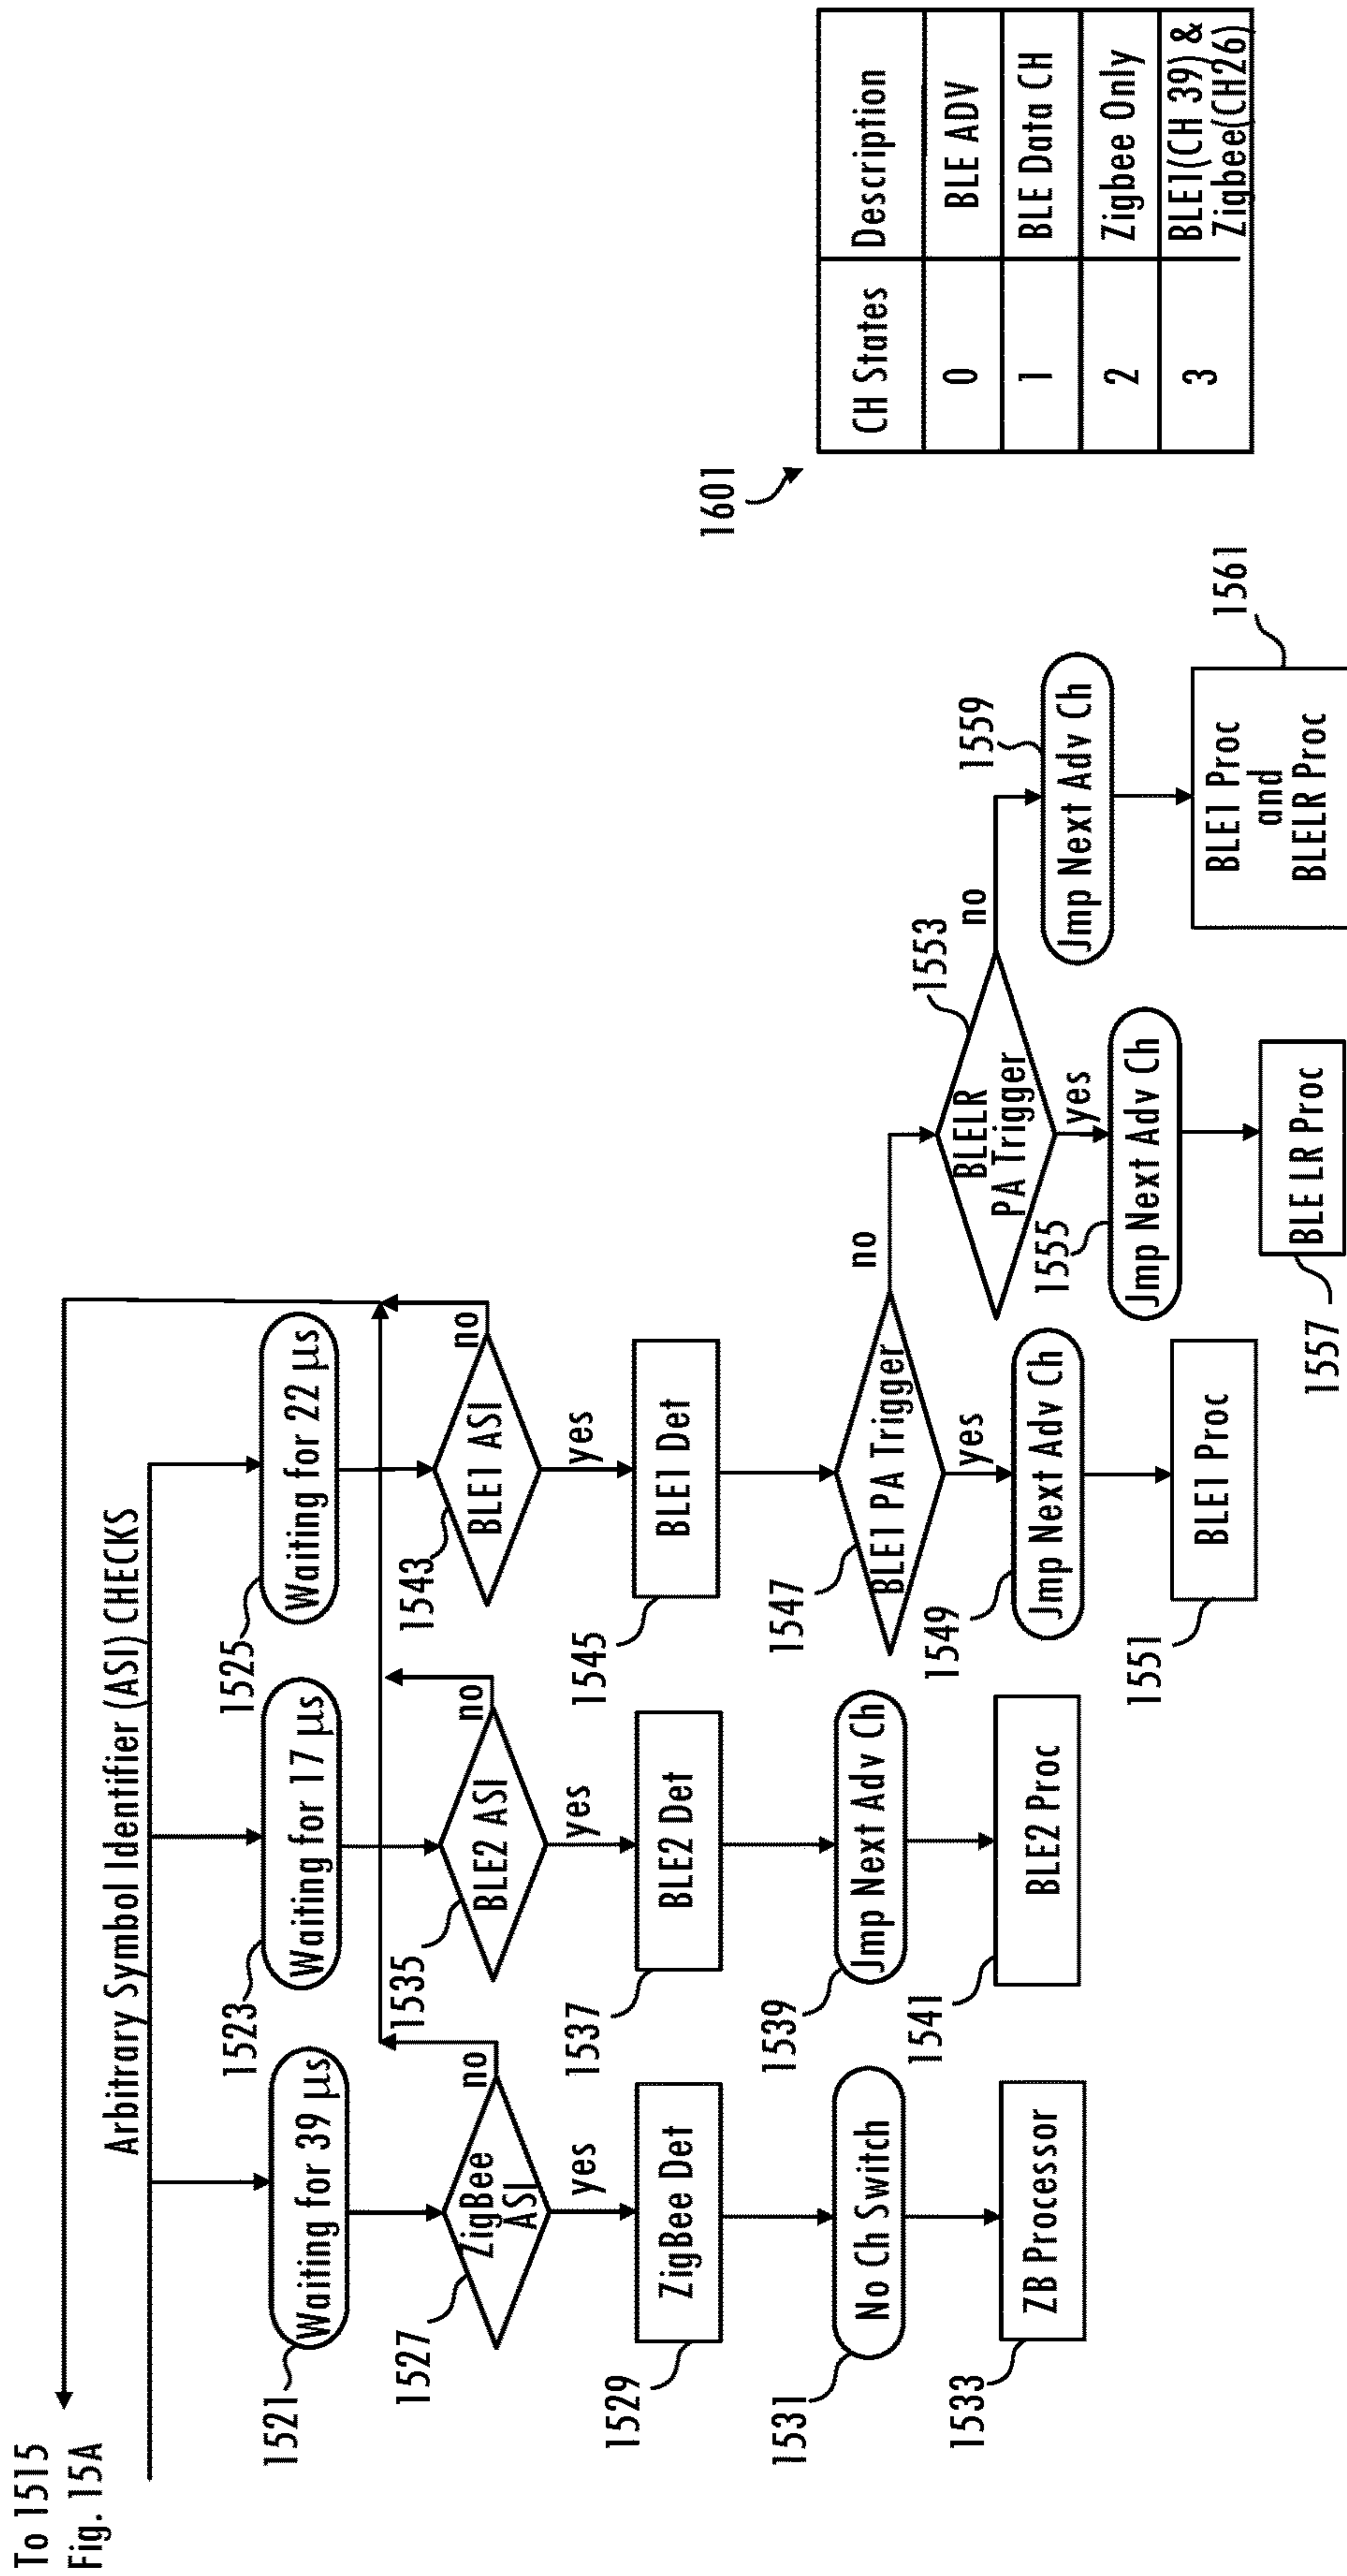 To 1515
Fig. 15A
Arbitrary Symbol Identifier (ASI) CHECKS
1521
Waiting for 39 µs
1523
Waiting for 17 µs
1525
Waiting for 22 µs
1527
ZigBee
ASI
no
yes
1535
BLE2 ASI
no
yes
1543
BLE1 ASI
no
yes
1529
ZigBee Det
1537
BLE2 Det
1545
BLE1 Det
1531
No Ch Switch
1533
ZB Processor
1539
Jmp Next Adv Ch
1541
BLE2 Proc
1547
BLE1 PA Trigger
no
yes
1549
Jmp Next Adv Ch
1551
BLE1 Proc
1553
BLELR
PA Trigger
no
yes
1555
Jmp Next Adv Ch
1557
BLE LR Proc
1559
Jmp Next Adv Ch
1561
BLE1 Proc
and
BLELR Proc
1601
CH States
Description
0
BLE ADV
1
BLE Data CH
2
Zigbee Only
3
BLE1(CH 39) &
Zigbee(CH26)